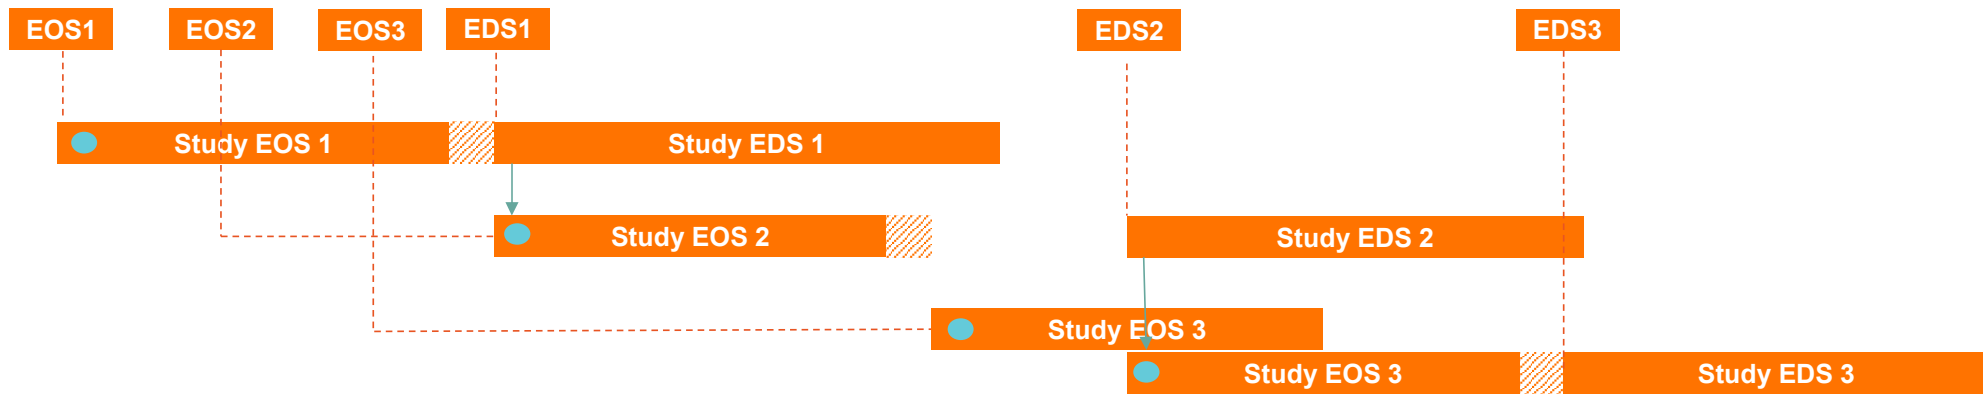 EOS1
EOS2
EOS3
EDS1
EDS2
EDS3
Study EOS 1
Study EDS 1
Study EOS 2
Study EDS 2
Study EOS 3
Study EOS 3
Study EDS 3